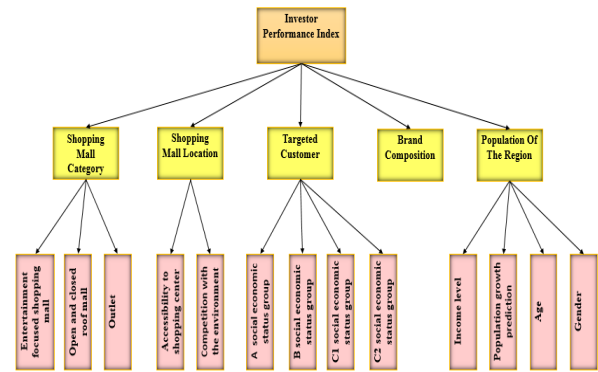 Investor
Performance Index
Shopping
Mall
Category
Shopping
Mall Location
Targeted
Customer
Brand
Composition
Population Of
The Region
Entertainment
focused shopping
mall
Open and closed
roof mall
Outlet
Accessibility to
shopping center
Competition with
the environment
A social economic
status group
B social economic
status group
C1 social economic
status group
C2 social economic
status group
Income level
Population growth
prediction
Age
Gender